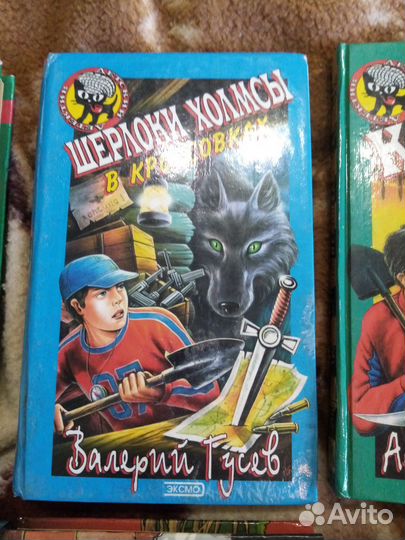 ШЕРЛОКИ ХОЛМСЫ
В КРОССОВКАХ
Валерий Гусев
ЭКСМО
К
А
Avito